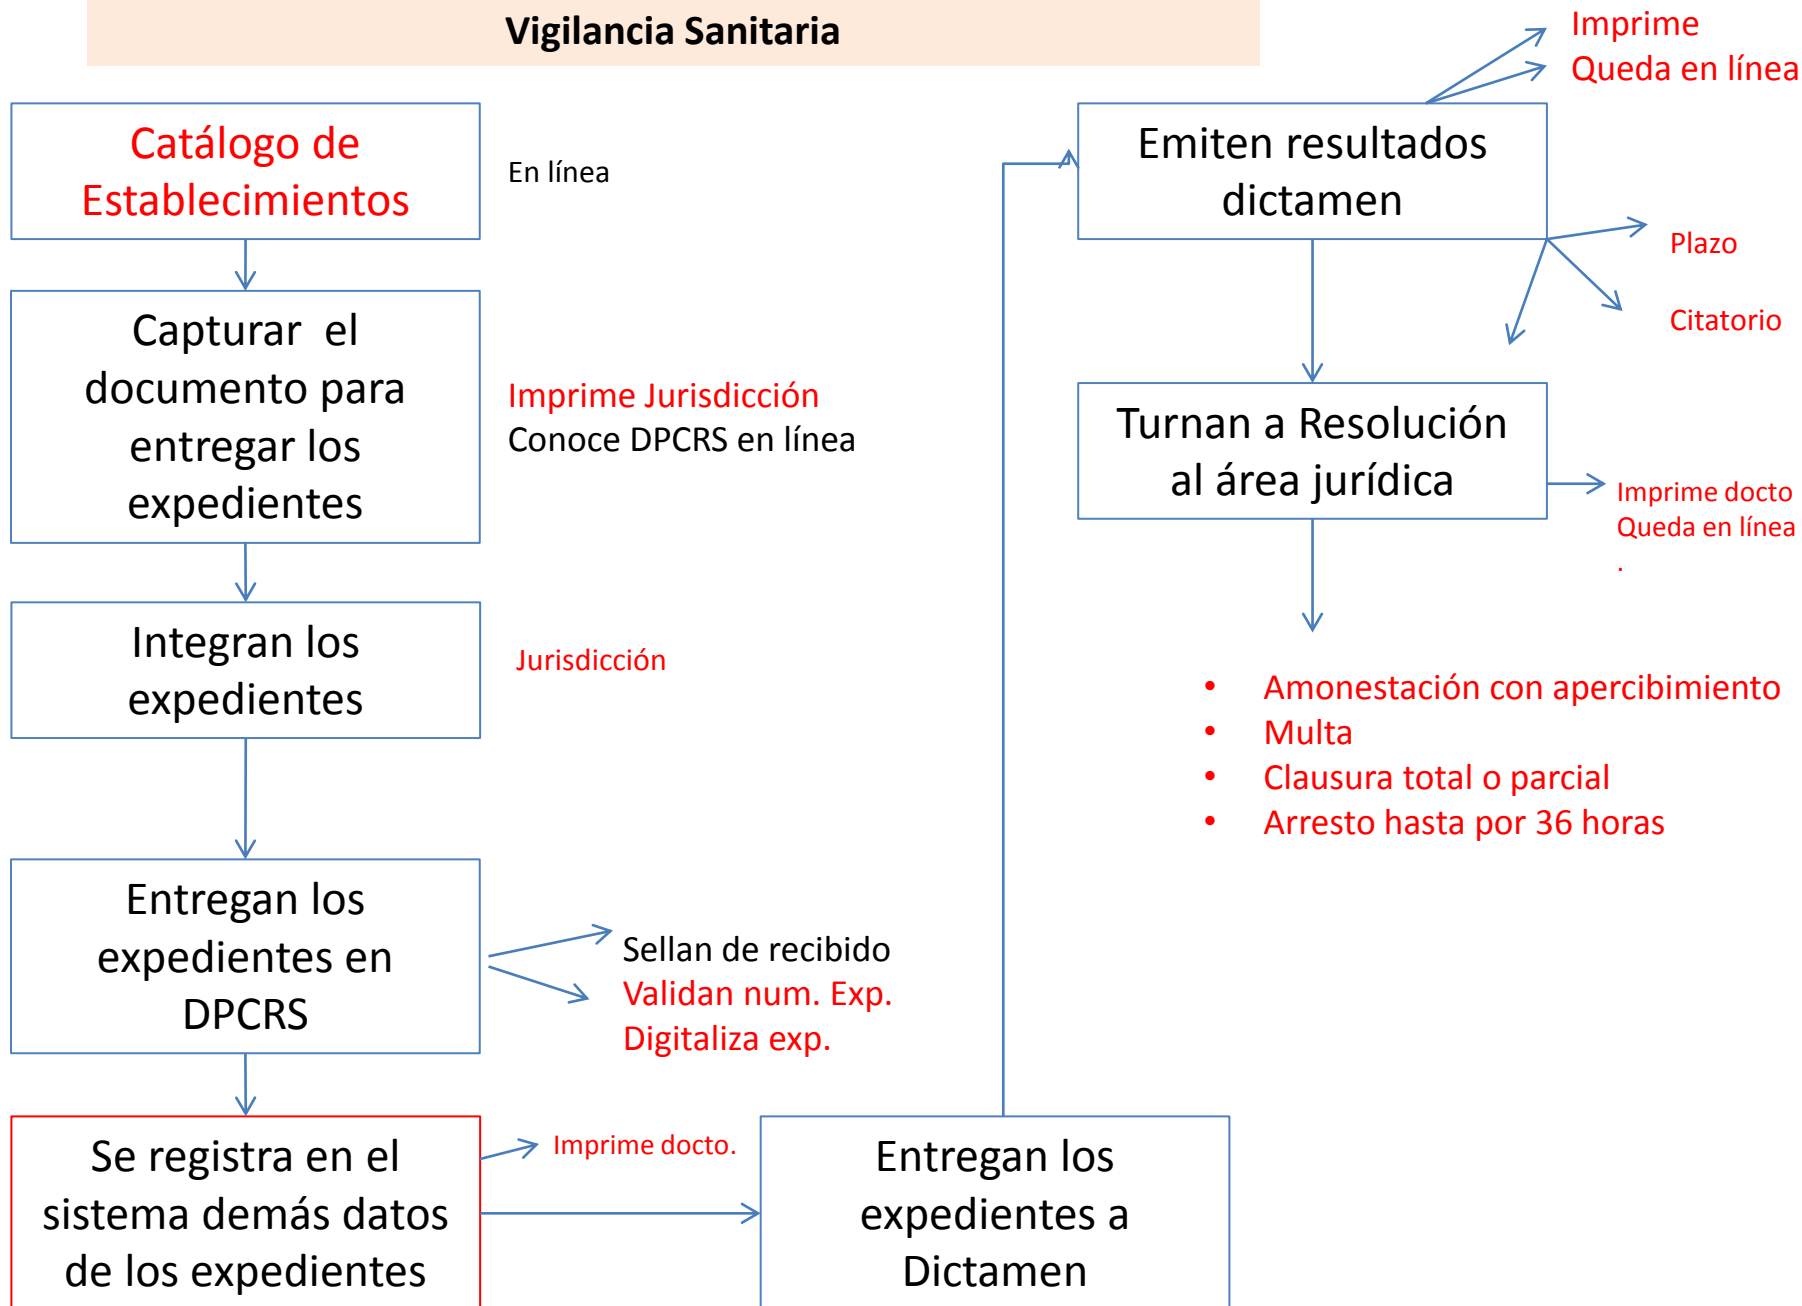 Vigilancia Sanitaria
Catálogo de
Establecimientos
En línea
Capturar  el
documento para
entregar los
expedientes
Imprime Jurisdicción
Conoce DPCRS en línea
Integran los
expedientes
Jurisdicción
Entregan los
expedientes en
DPCRS
Sellan de recibido
Validan num. Exp.
Digitaliza exp.
Se registra en el
sistema demás datos
de los expedientes
Imprime docto.
Entregan los
expedientes a
Dictamen
Imprime
Queda en línea
Emiten resultados
dictamen
Plazo
Citatorio
Turnan a Resolución
al área jurídica
Imprime docto
Queda en línea
.
• Amonestación con apercibimiento
• Multa
• Clausura total o parcial
• Arresto hasta por 36 horas